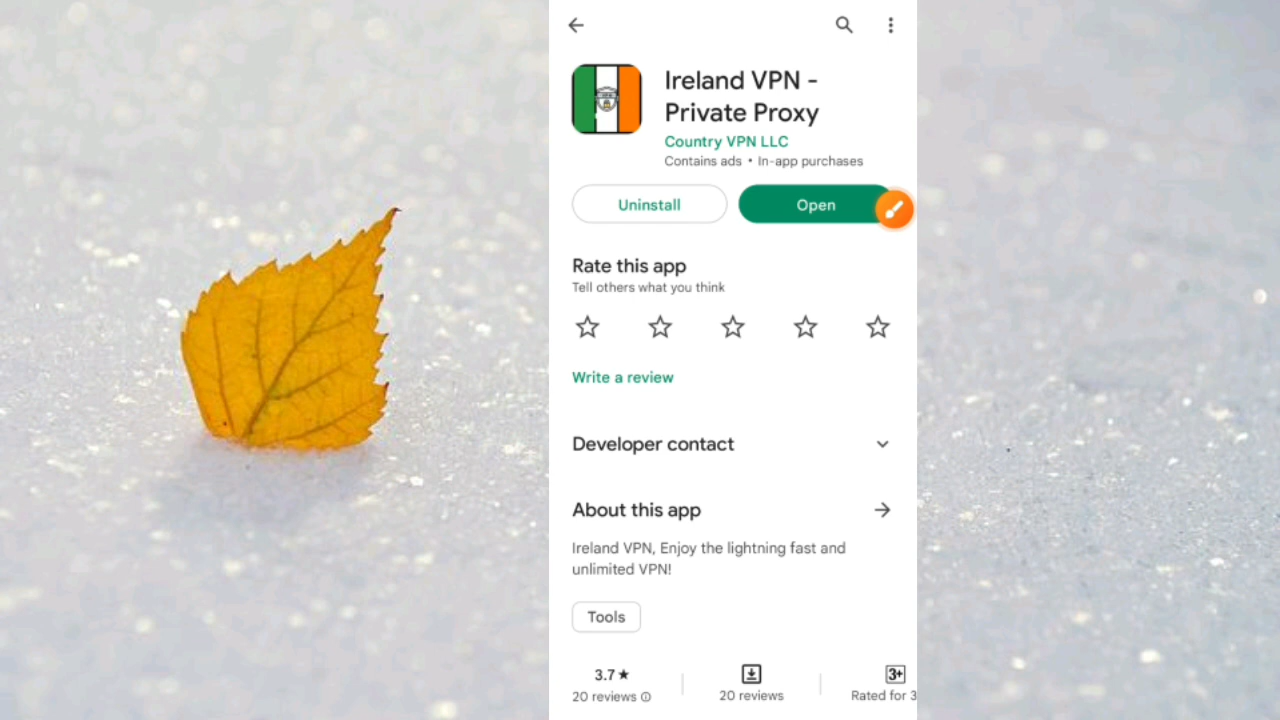 Ireland VPN -
Private Proxy
Country VPN LLC
Contains ads • In-app purchases
Uninstall
Open
Rate this app
Tell others what you think
Write a review
Developer contact
About this app
Ireland VPN, Enjoy the lightning fast and
unlimited VPN!
Tools
3.7★
20 reviews
20 reviews
3+
Rated for 3